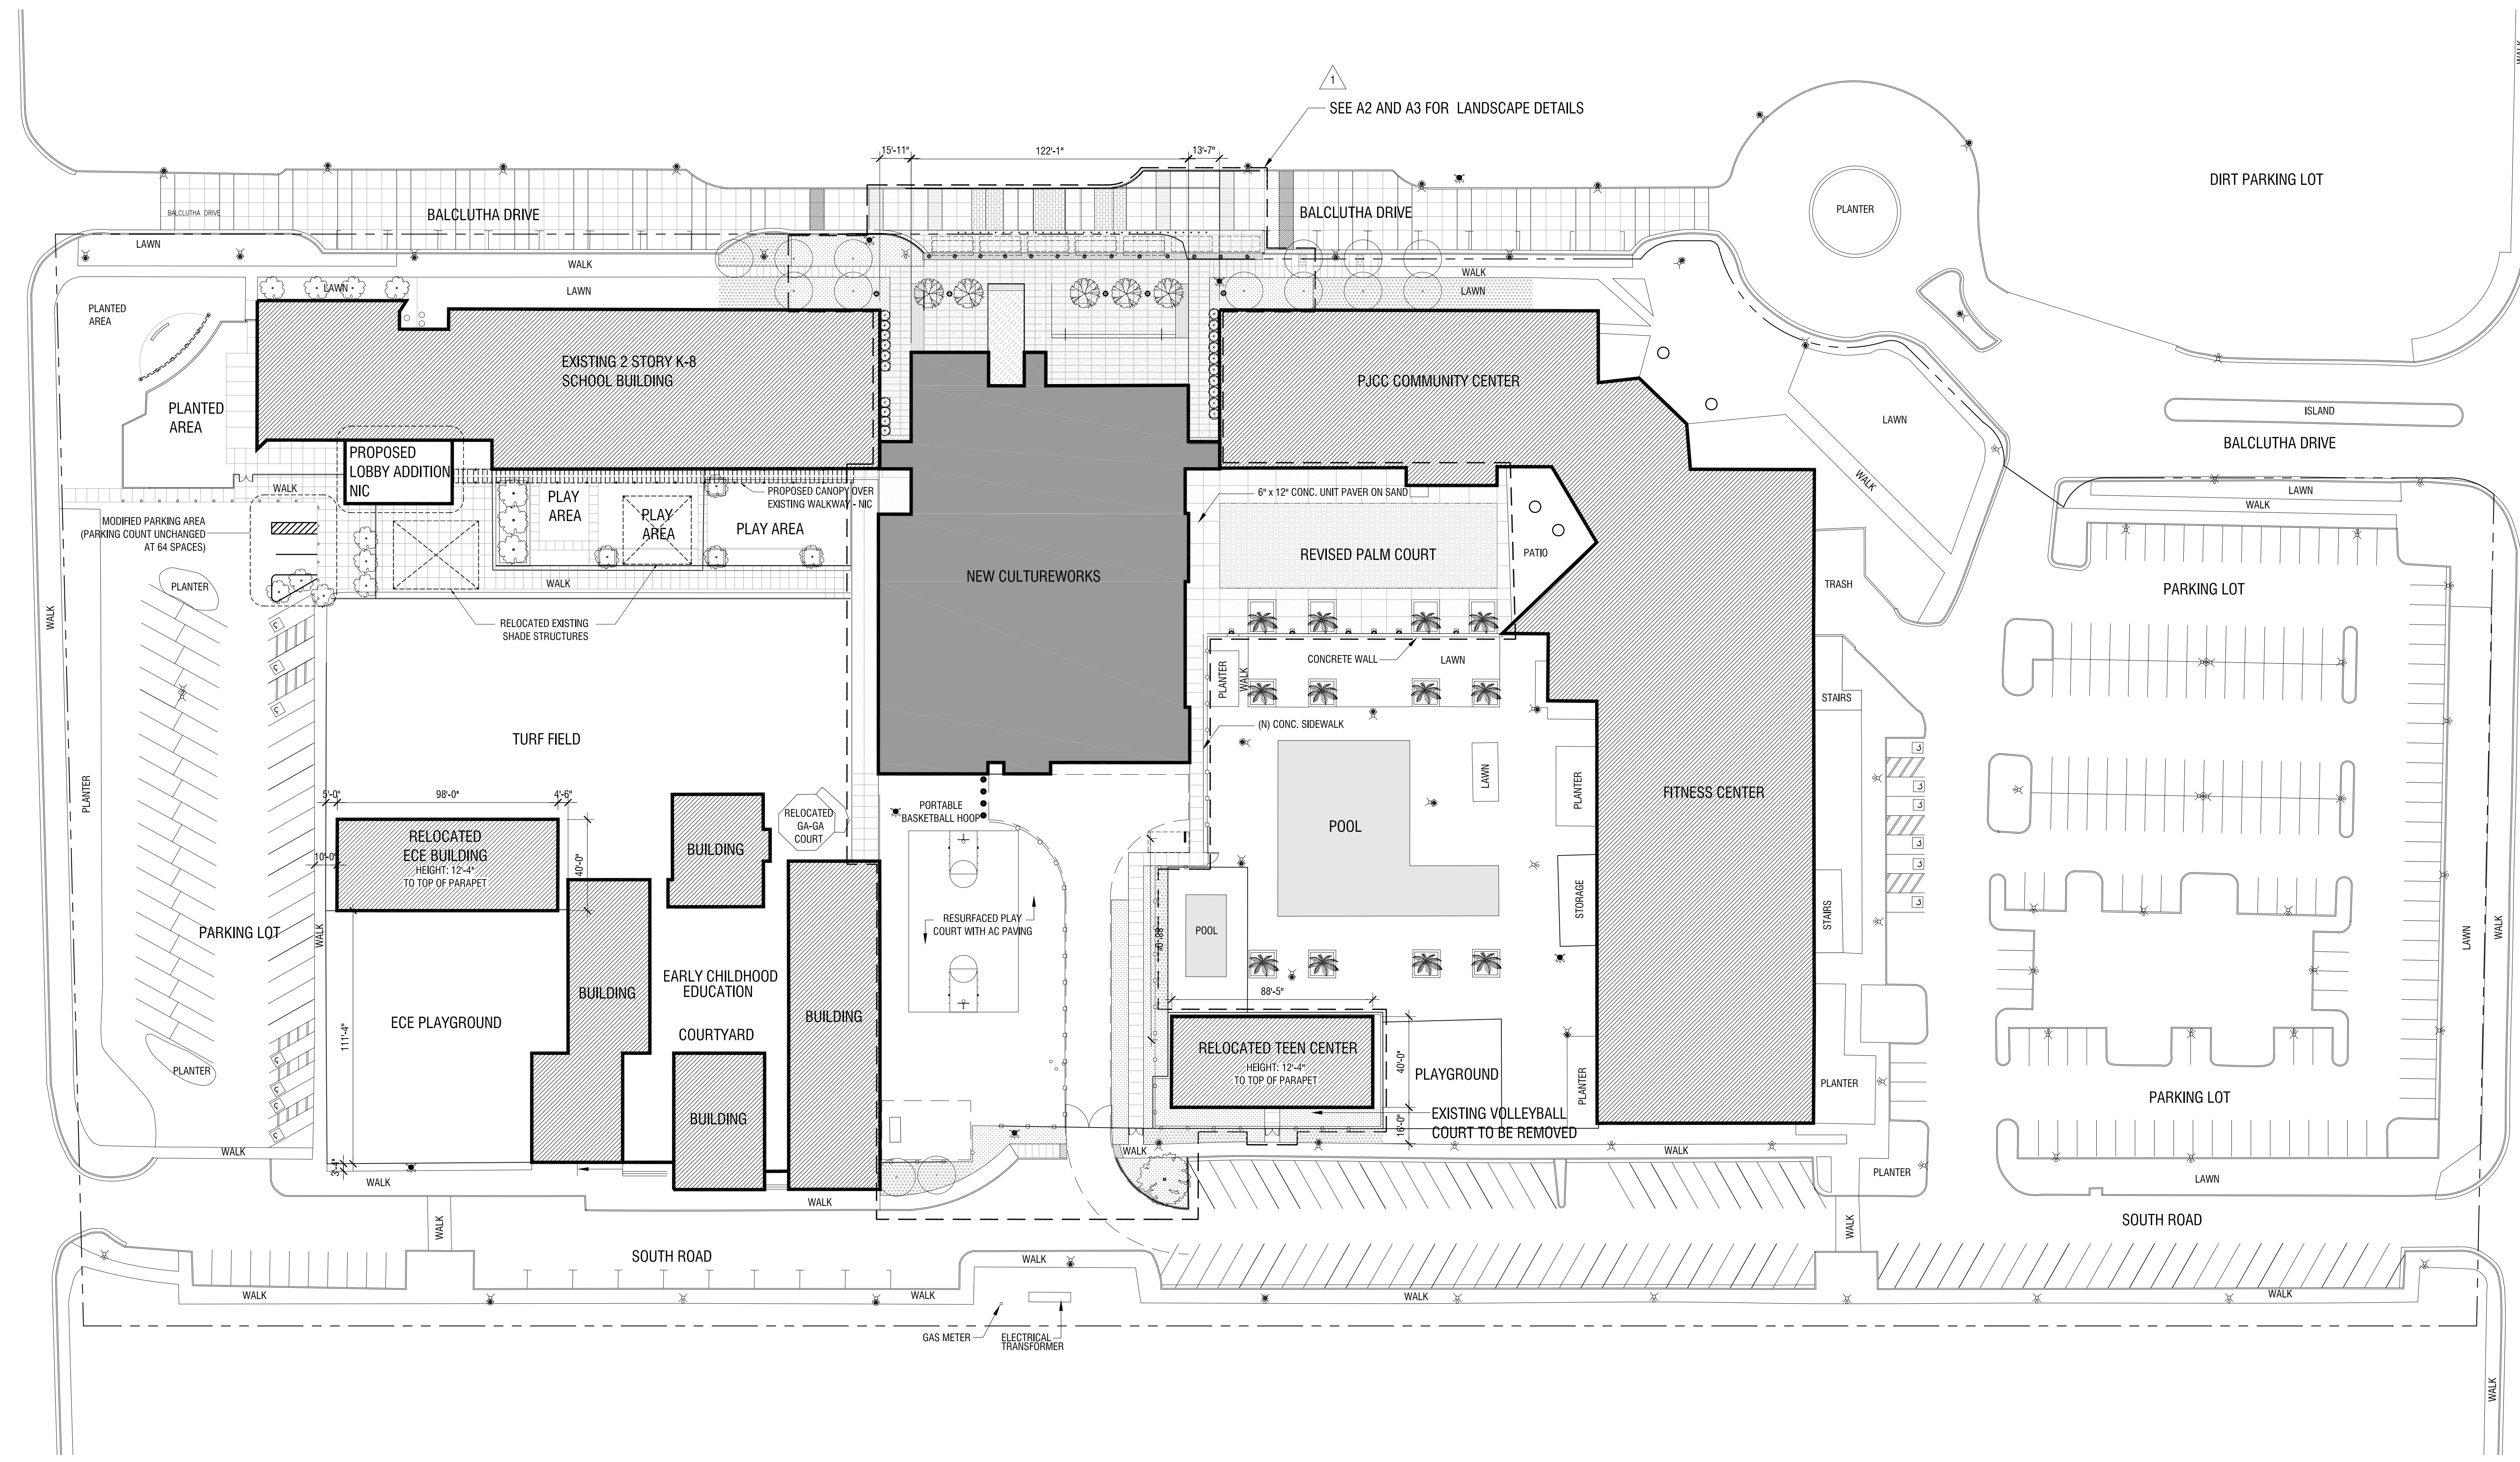 WALK
1
SEE A2 AND A3 FOR LANDSCAPE DETAILS
15'-11"
122'-1"
13'-7"
DIRT PARKING LOT
BALCLUTHA DRIVE
BALCLUTHA DRIVE
BALCLUTHA DRIVE
PLANTER
LAWN
WALK
WALK
LAWN
LAWN
LAWN
PLANTED
AREA
EXISTING 2 STORY K-8
SCHOOL BUILDING
PJCC COMMUNITY CENTER
PLANTED
AREA
LAWN
ISLAND
BALCLUTHA DRIVE
PROPOSED
LOBBY ADDITION
NIC
WALK
WALK
PROPOSED CANOPY OVER
EXISTING WALKWAY - NIC
6" x 12" CONC. UNIT PAVER ON SAND
LAWN
WALK
PLAY
AREA
PLAY
AREA
PLAY AREA
MODIFIED PARKING AREA
(PARKING COUNT UNCHANGED
AT 64 SPACES)
REVISED PALM COURT
PATIO
NEW CULTUREWORKS
PLANTER
WALK
TRASH
PARKING LOT
WALK
RELOCATED EXISTING
SHADE STRUCTURES
CONCRETE WALL
LAWN
PLANTER
WALK
STAIRS
(N) CONC. SIDEWALK
TURF FIELD
PLANTER
LAWN
PLANTER
FITNESS CENTER
5'-0"
98'-0"
4'-6"
PORTABLE
BASKETBALL HOOP
RELOCATED
GA-GA
COURT
POOL
RELOCATED
ECE BUILDING
HEIGHT: 12'-4"
TO TOP OF PARAPET
10'-0"
40'-0"
BUILDING
STORAGE
STAIRS
RESURFACED PLAY
COURT WITH AC PAVING
POOL
PARKING LOT
WALK
LAWN
WALK
EARLY CHILDHOOD
EDUCATION
COURTYARD
BUILDING
BUILDING
88'-5"
ECE PLAYGROUND
111'-4"
RELOCATED TEEN CENTER
HEIGHT: 12'-4"
TO TOP OF PARAPET
40'-0"
PLAYGROUND
PLANTER
PLANTER
PLANTER
PARKING LOT
BUILDING
EXISTING VOLLEYBALL
COURT TO BE REMOVED
16'-0"
WALK
WALK
WALK
3'-4"
WALK
WALK
PLANTER
LAWN
WALK
WALK
SOUTH ROAD
SOUTH ROAD
WALK
WALK
WALK
WALK
WALK
GAS METER
ELECTRICAL
TRANSFORMER
WALK